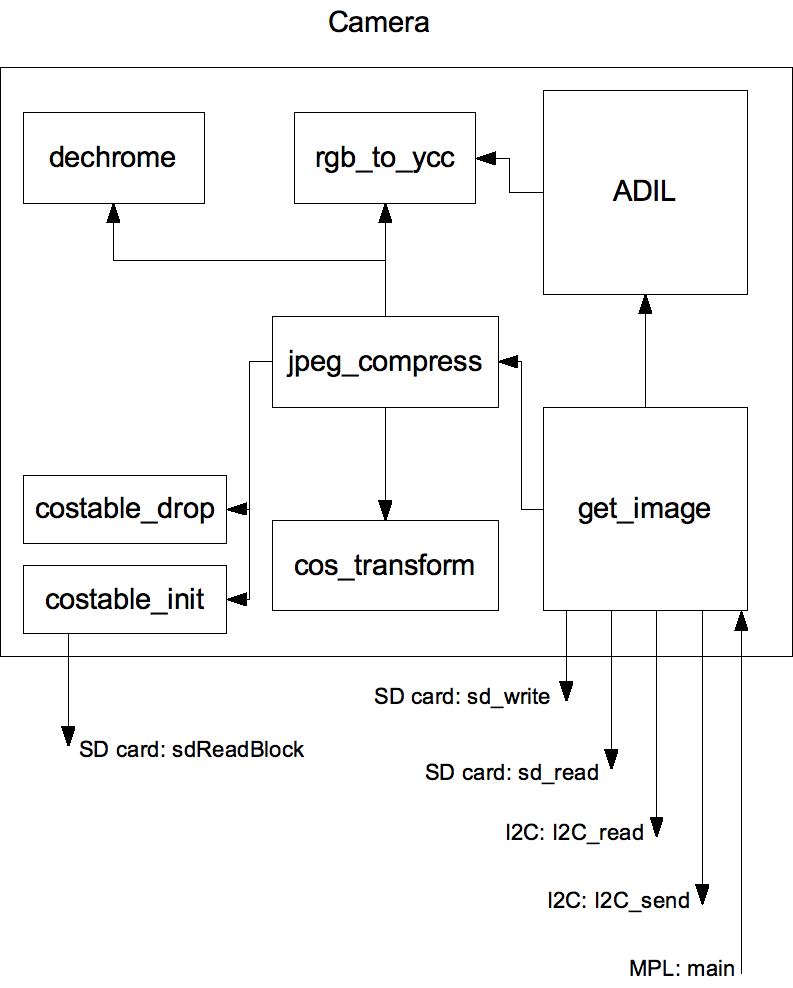 Camera
dechrome
rgb_to_ycc
ADIL
jpeg_compress
costable_drop
get_image
cos_transform
costable_init
SD card: sd_write
SD card: sdReadBlock
SD card: sd_read
I2C: I2C_read
I2C: I2C_send
MPL: main